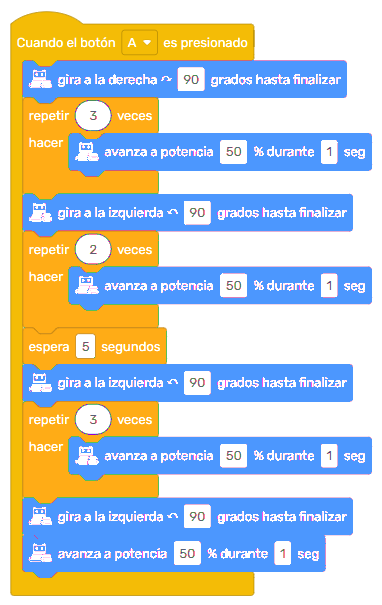 Cuando el botón A es presionado
gira a la derecha 90 grados hasta finalizar
repetir 3 veces
hacer
avanza a potencia 50 % durante 1 seg
gira a la izquierda 90 grados hasta finalizar
repetir 2 veces
hacer
avanza a potencia 50 % durante 1 seg
espera 5 segundos
gira a la izquierda 90 grados hasta finalizar
repetir 3 veces
hacer
avanza a potencia 50 % durante 1 seg
gira a la izquierda 90 grados hasta finalizar
avanza a potencia 50 % durante 1 seg